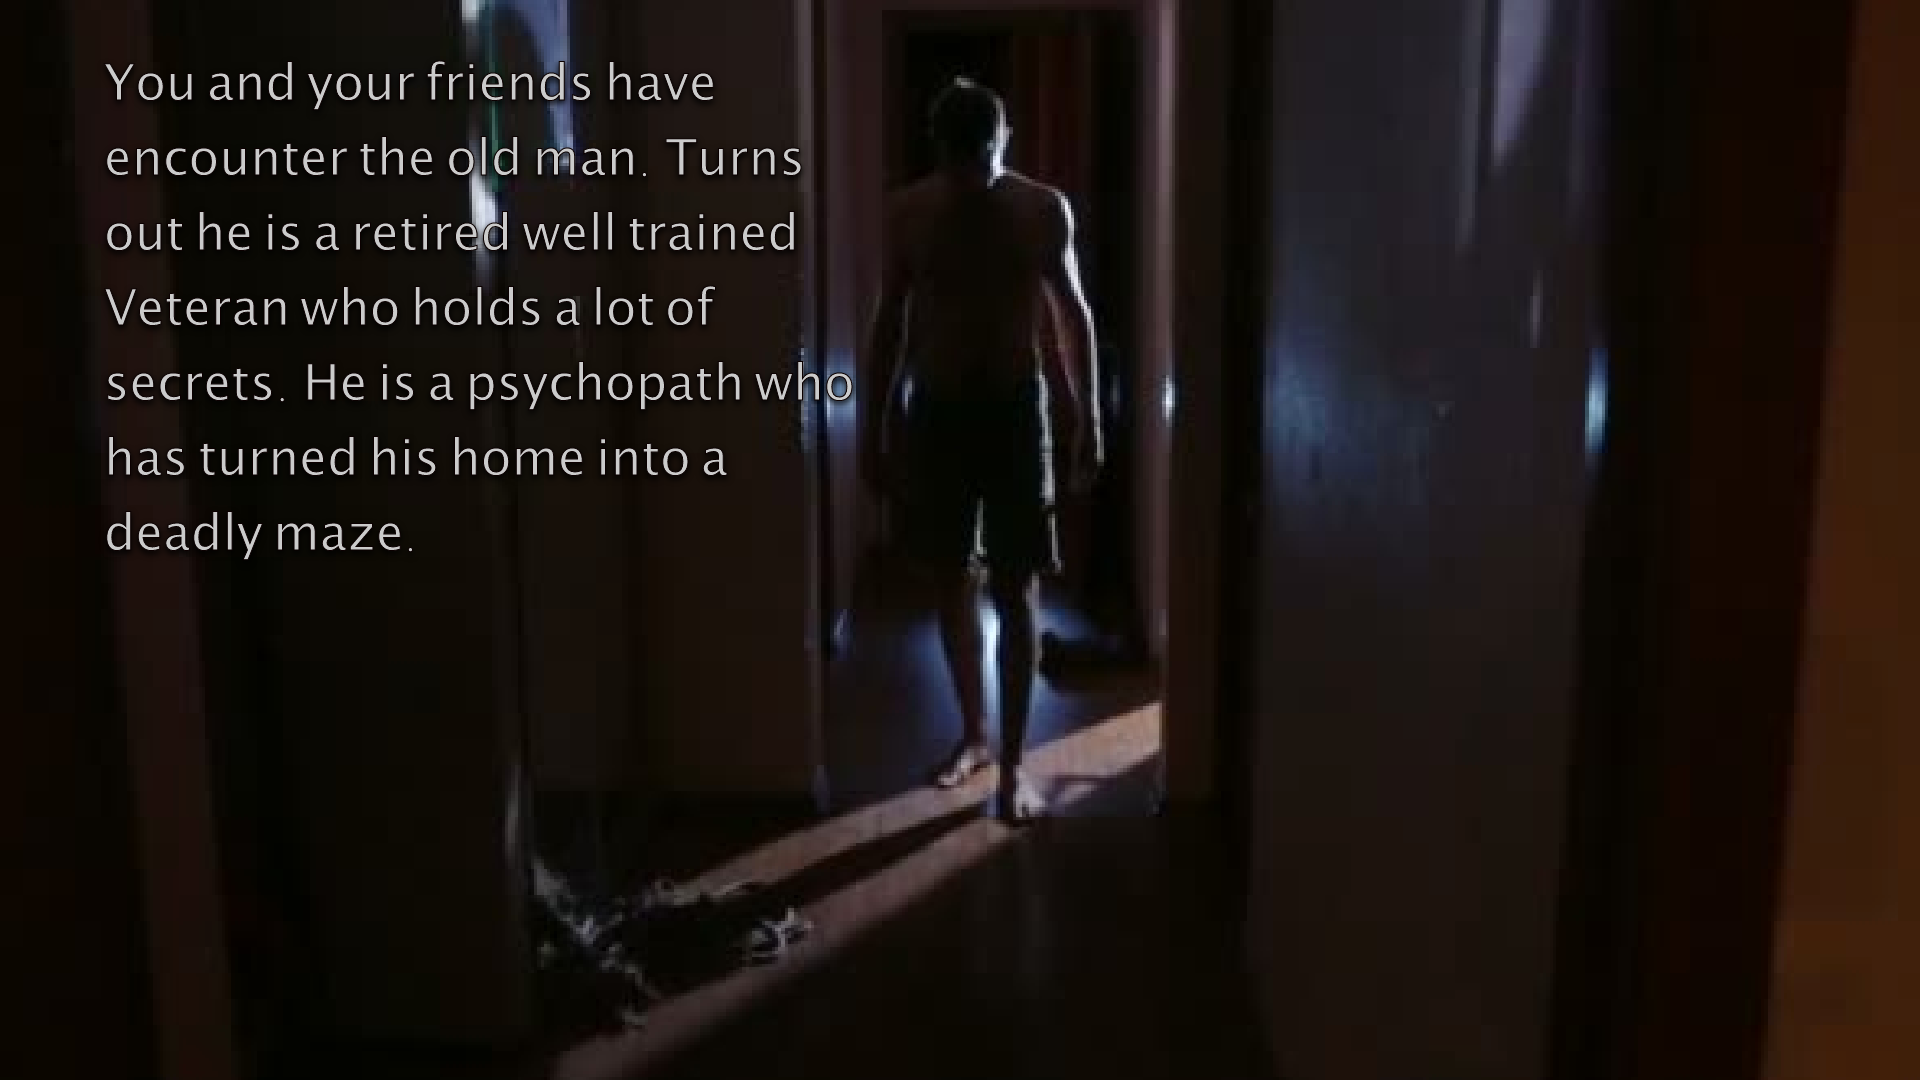 You and your friends have
encounter the old man. Turns
out he is a retired well trained
Veteran who holds a lot of
secrets. He is a psychopath who
has turned his home into a
deadly maze.